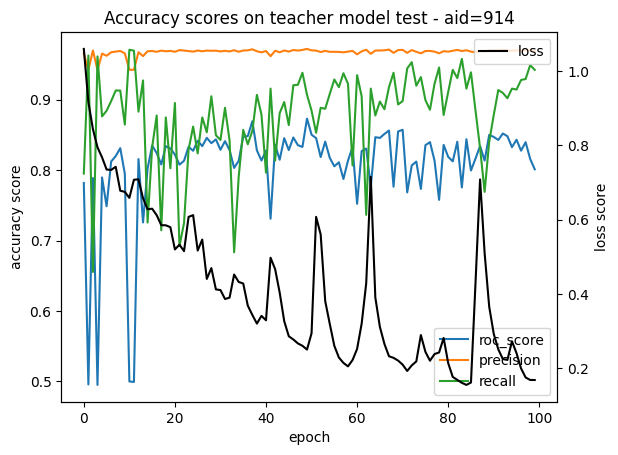 Accuracy scores on teacher model test - aid=914
loss
accuracy score
0.9
0.8
0.7
0.6
0.5
1.0
0.8
0.6
0.4
0.2
loss score
roc_score
precision
recall
0
20
40
60
80
100
epoch